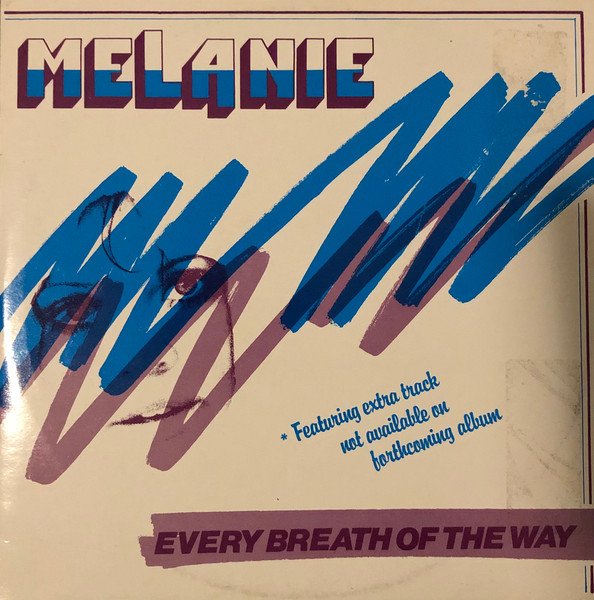 MELANIE
* Featuring extra track
not available on
forthcoming album
EVERY BREATH OF THE WAY